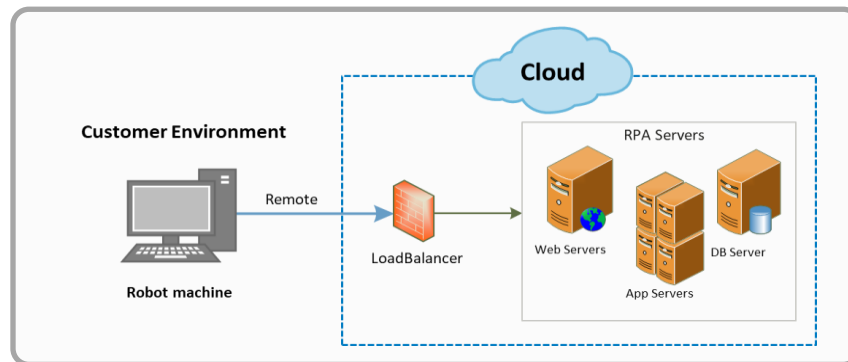 Cloud
Customer Environment
RPA Servers
Remote
Web Servers
DB Server
LoadBalancer
App Servers
Robot machine